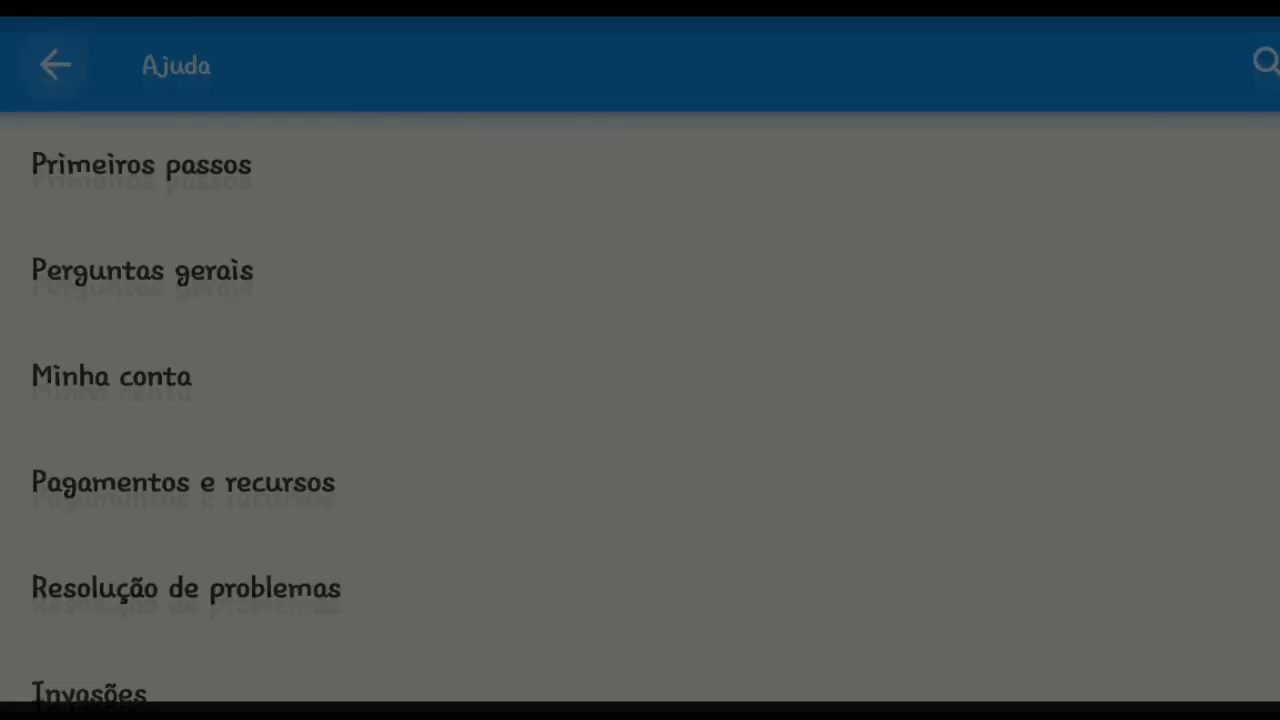 Ajuda
Primeiros passos
Perguntas gerais
Minha conta
Pagamentos e recursos
Resolução de problemas
Invasões